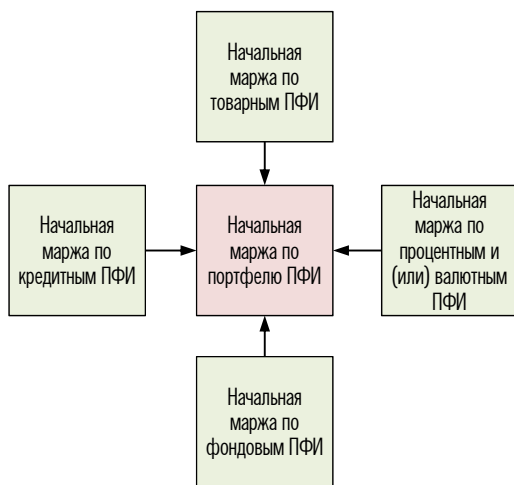 Начальная
маржа по
товарным ПФИ
Начальная
маржа по
кредитным ПФИ
Начальная
маржа по
портфелю ПФИ
Начальная
маржа по
процентным и
(или) валютным
ПФИ
Начальная
маржа по
фондовым ПФИ